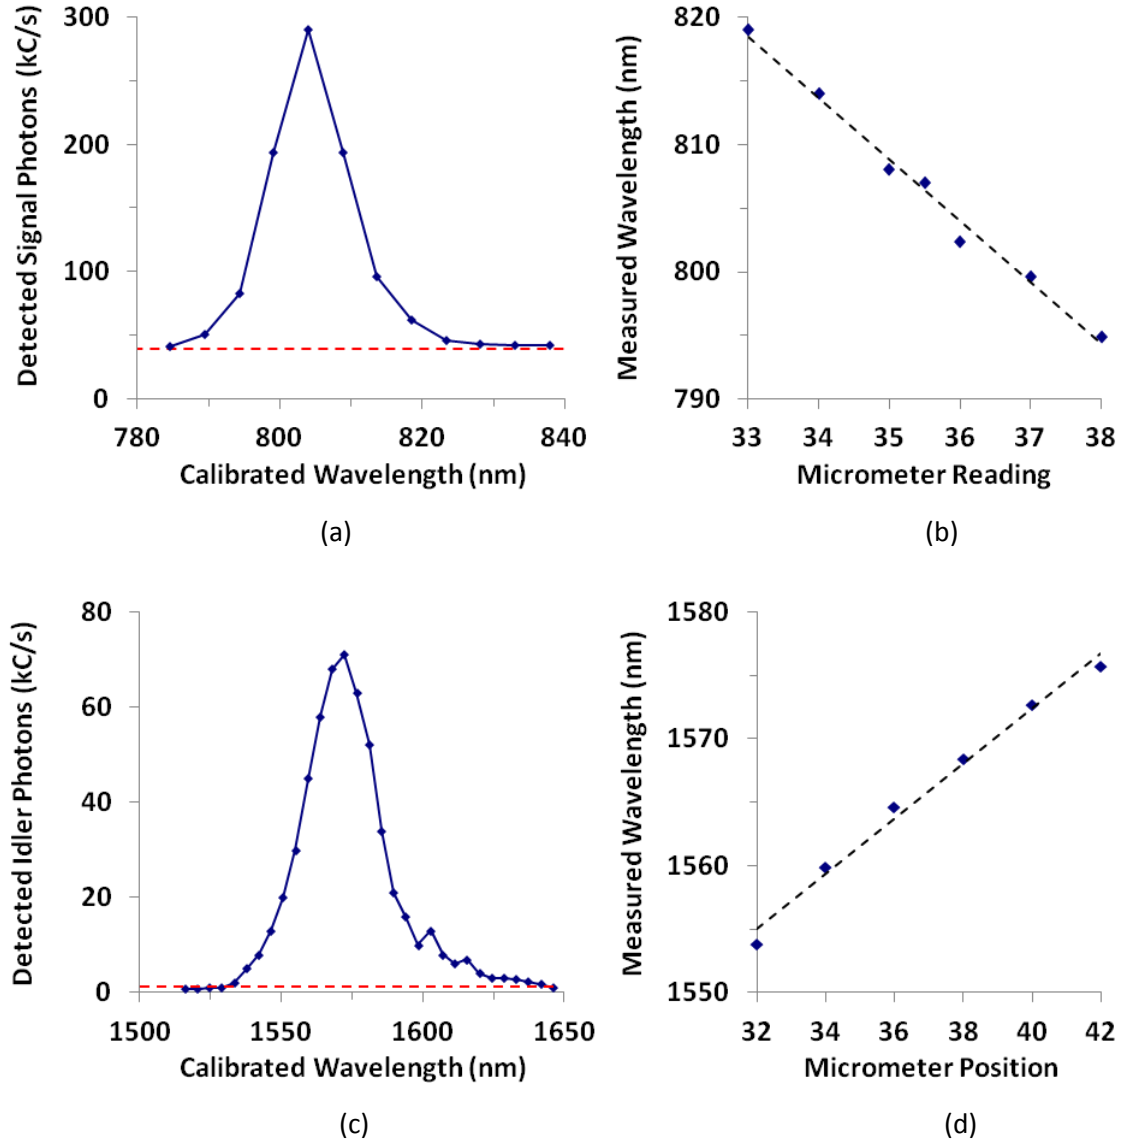 Detected Signal Photons (kC/s)
300
200
100
0
780 800 820 840
Calibrated Wavelength (nm)
(a)
Measured Wavelength (nm)
820
810
800
790
33 34 35 36 37 38
Micrometer Reading
(b)
Detected Idler Photons (kC/s)
80
60
40
20
0
1500 1550 1600 1650
Calibrated Wavelength (nm)
(c)
Measured Wavelength (nm)
1580
1570
1560
1550
32 34 36 38 40 42
Micrometer Position
(d)